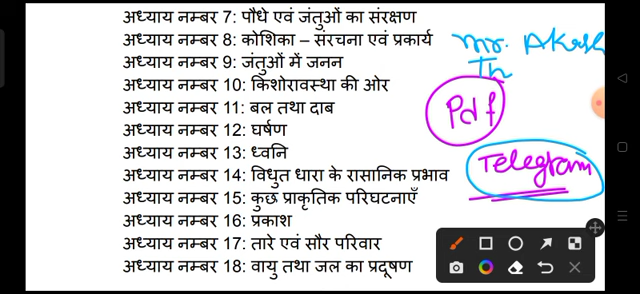 अध्याय नम्बर 7: पौधे एवं जंतुओं का संरक्षण
अध्याय नम्बर 8: कोशिका – संरचना एवं प्रकार्य
अध्याय नम्बर 9: जंतुओं में जनन
अध्याय नम्बर 10: किशोरावस्था की ओर
अध्याय नम्बर 11: बल तथा दाब
अध्याय नम्बर 12: घर्षण
अध्याय नम्बर 13: ध्वनि
अध्याय नम्बर 14: विधुत धारा के रासानिक प्रभाव
अध्याय नम्बर 15: कुछ प्राकृतिक परिघटनाएँ
अध्याय नम्बर 16: प्रकाश
अध्याय नम्बर 17: तारे एवं सौर परिवार
अध्याय नम्बर 18: वायु तथा जल का प्रदूषण
Mr. Akash
Th
Pdf
Telegram